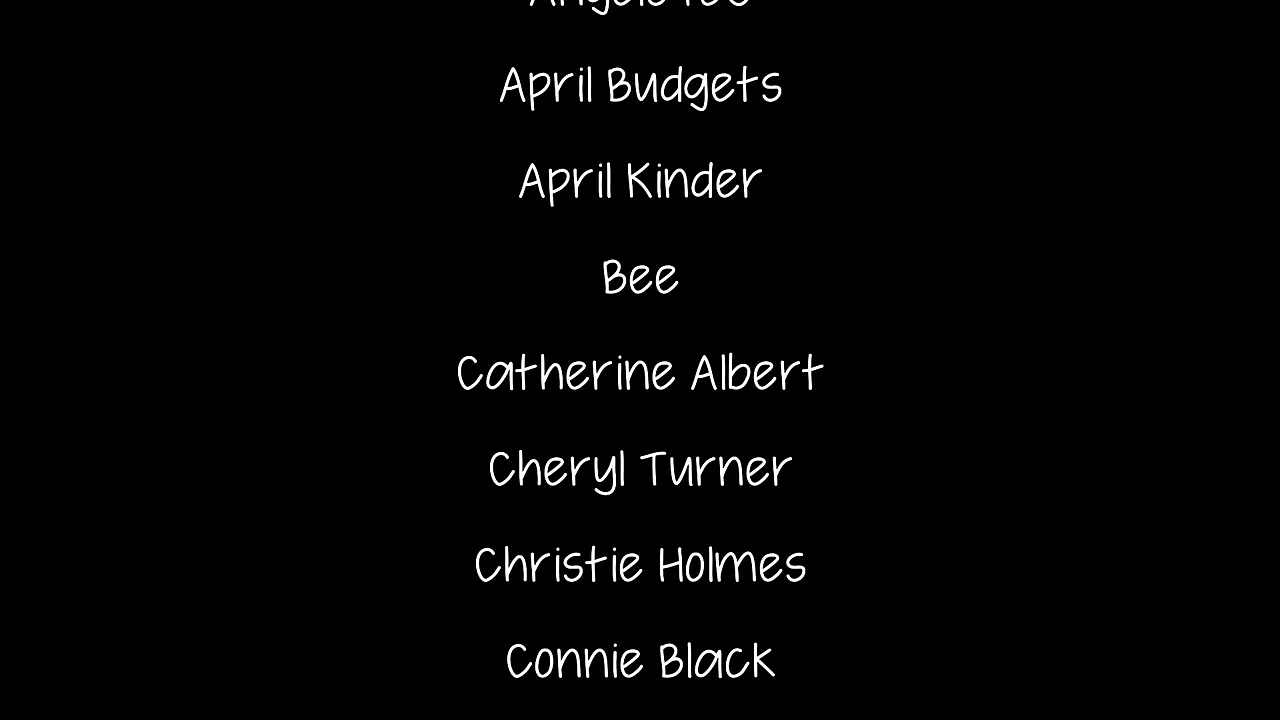 April Budgets
April Kinder
Bee
Catherine Albert
Cheryl Turner
Christie Holmes
Connie Black